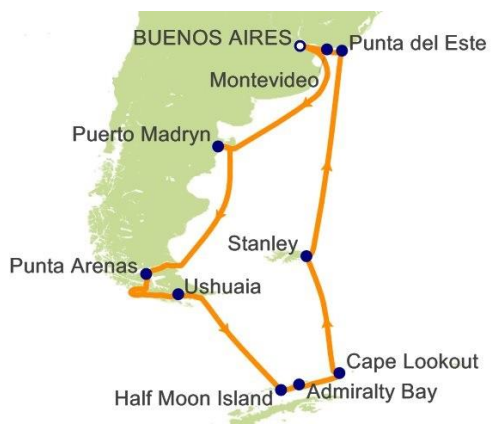 BUENOS AIRES
Punta del Este
Montevideo
Puerto Madryn
Stanley
Punta Arenas
Ushuaia
Cape Lookout
Half Moon Island
Admiralty Bay